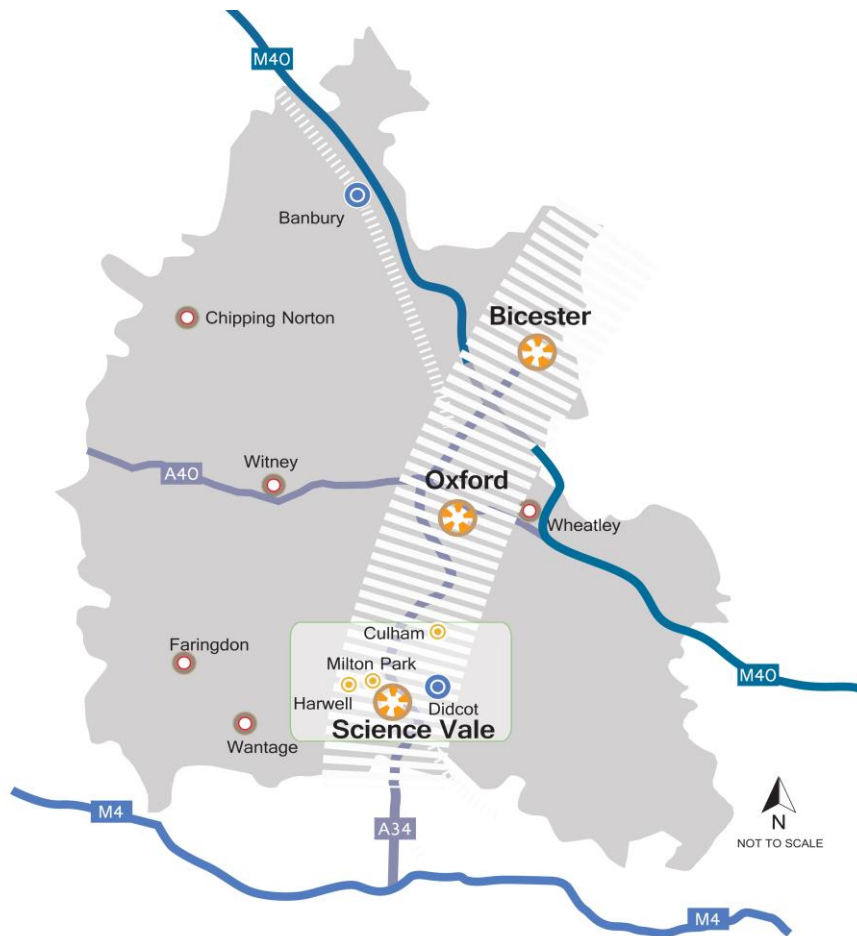 M40
Banbury
Bicester
Chipping Norton
Oxford
Witney
A40
Wheatley
Culham
Faringdon
Milton Park
M40
Harwell
Didcot
Science Vale
Wantage
M4
A34
N
NOT TO SCALE
M4